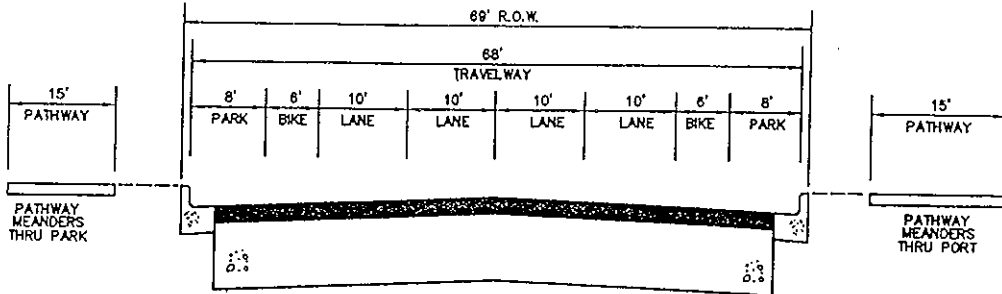 69' R.O.W.
68'
TRAVELWAY
15'
PATHWAY
8' 6' 10' 10' 10' 10' 6' 8'
PARK BIKE LANE LANE LANE LANE BIKE PARK
15'
PATHWAY
PATHWAY
MEANDERS
THRU PARK
PATHWAY
MEANDERS
THRU PORT